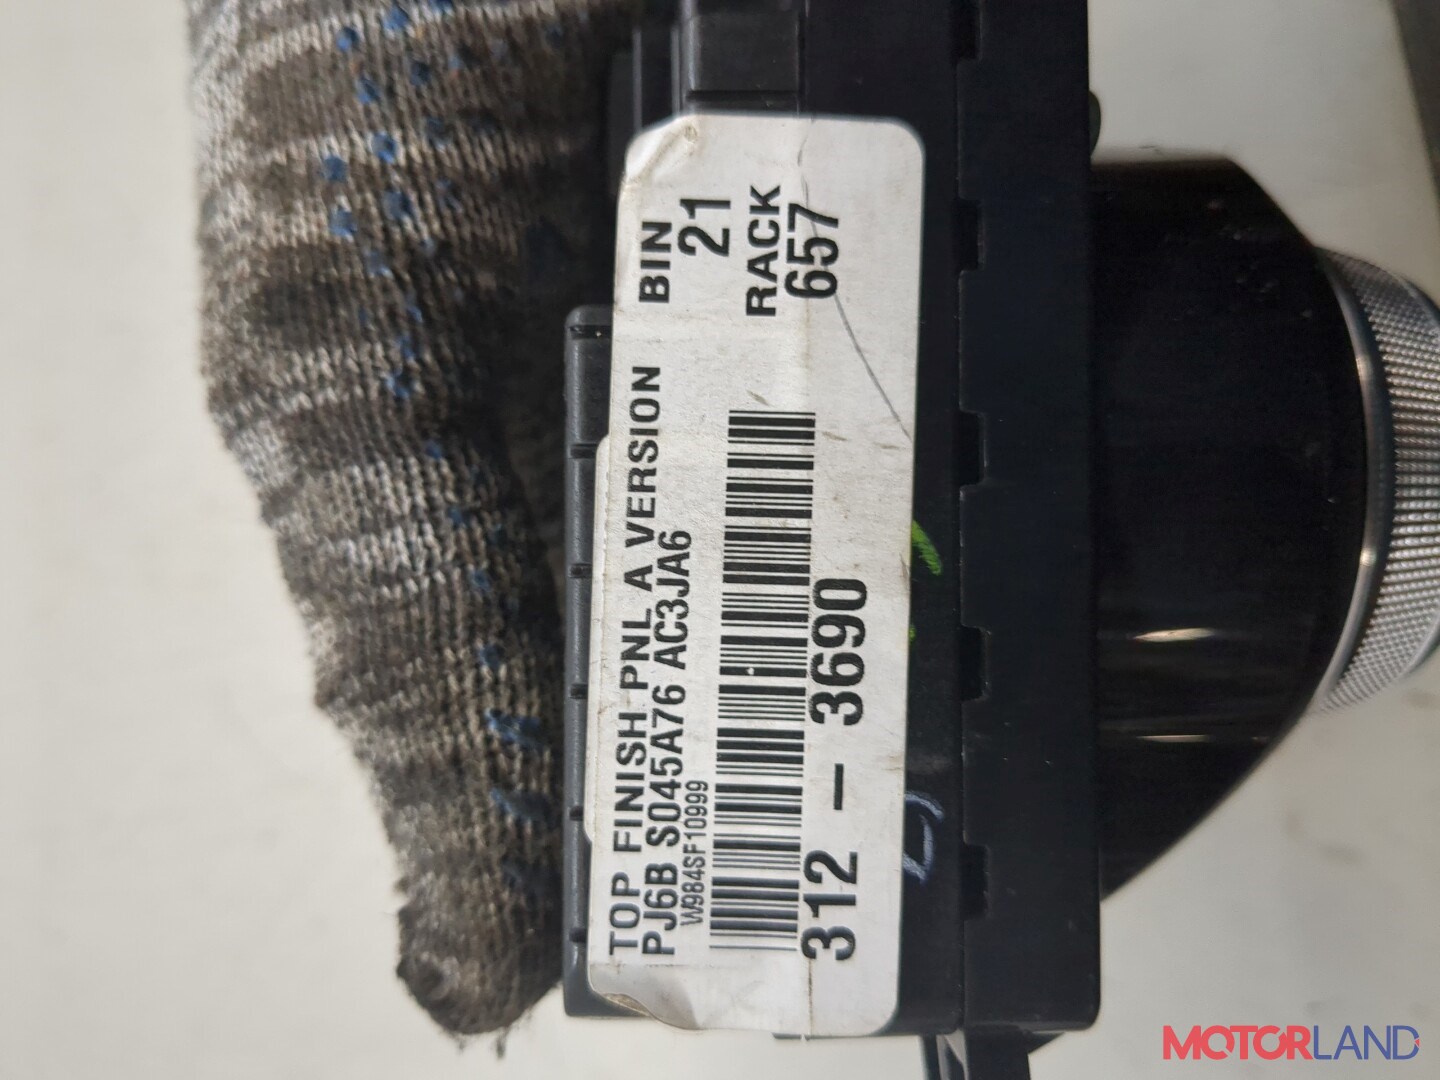 TOP FINISH PNL A VERSION
PJ6B S045A76 AC3JA6
W984SF10999
312 - 3690
BIN
21
RACK
657
MOTORLAND